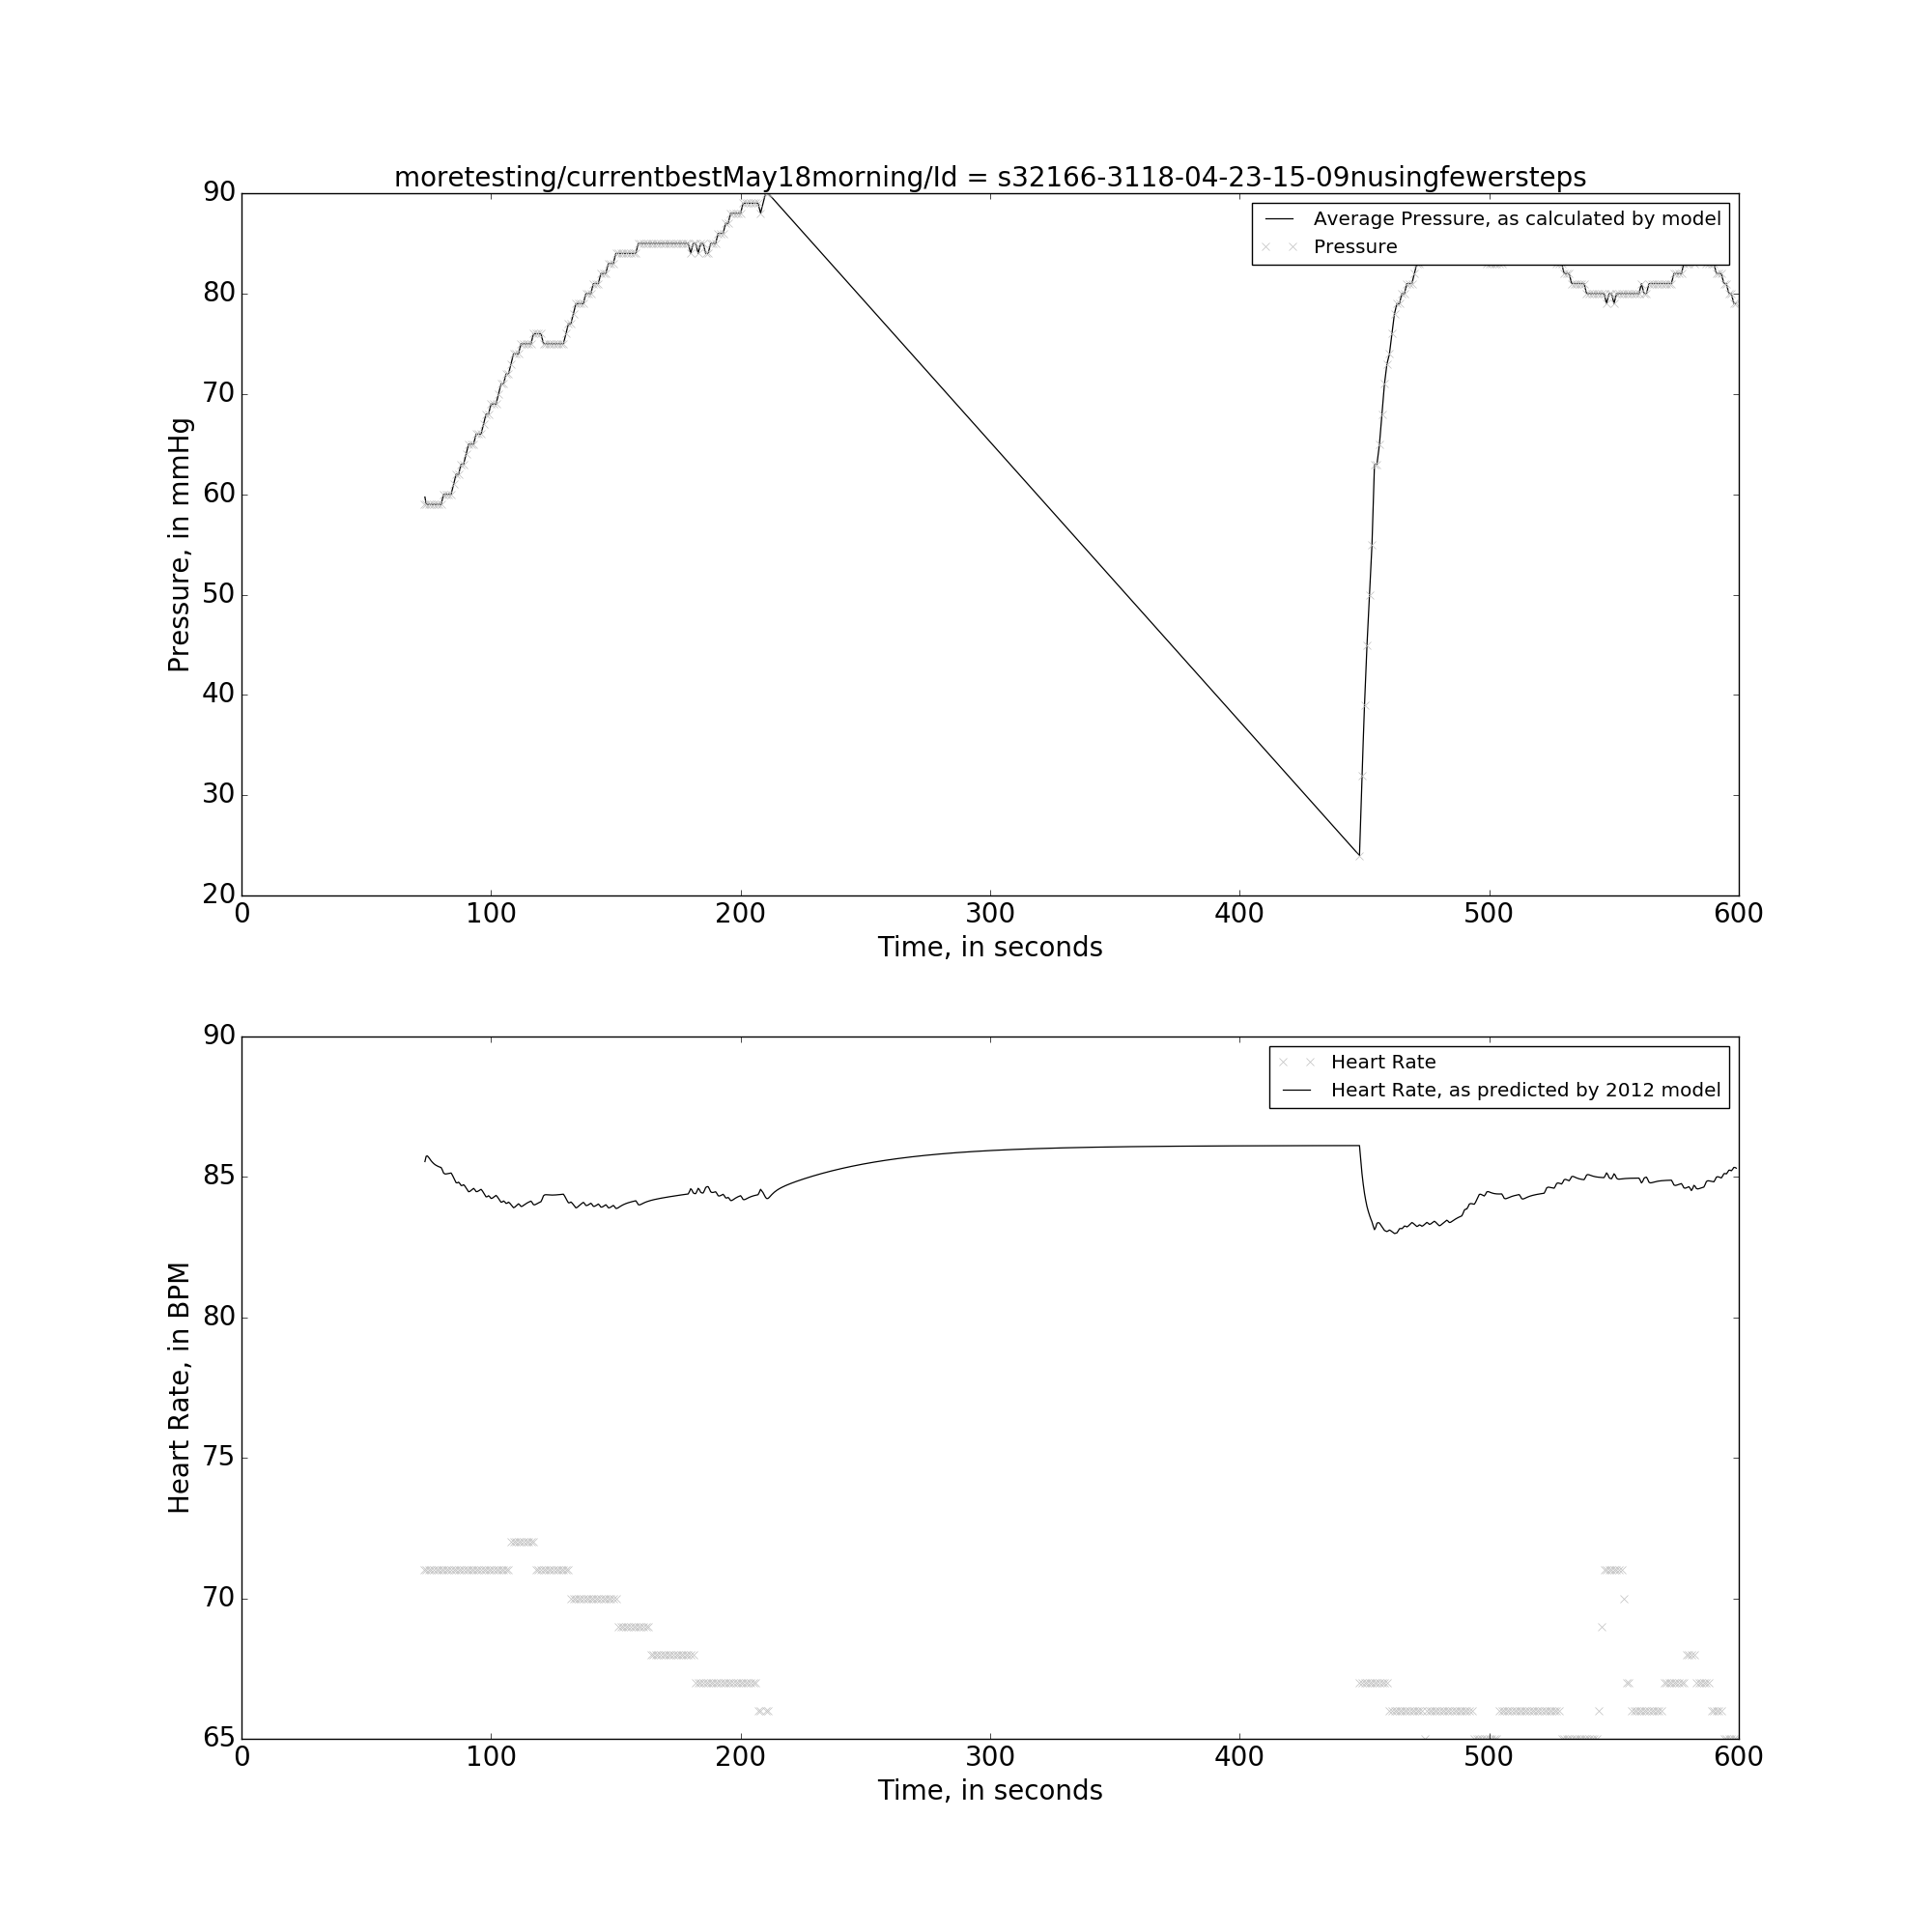 moretesting/currentbestMay18morning/Id = s32166-3118-04-23-15-09nusingfewersteps
90
80
70
60
50
40
30
20
Pressure, in mmHg
Average Pressure, as calculated by model
Pressure
0 100 200 300 400 500 600
Time, in seconds
90
85
80
75
70
65
Heart Rate, in BPM
Heart Rate
Heart Rate, as predicted by 2012 model
0 100 200 300 400 500 600
Time, in seconds